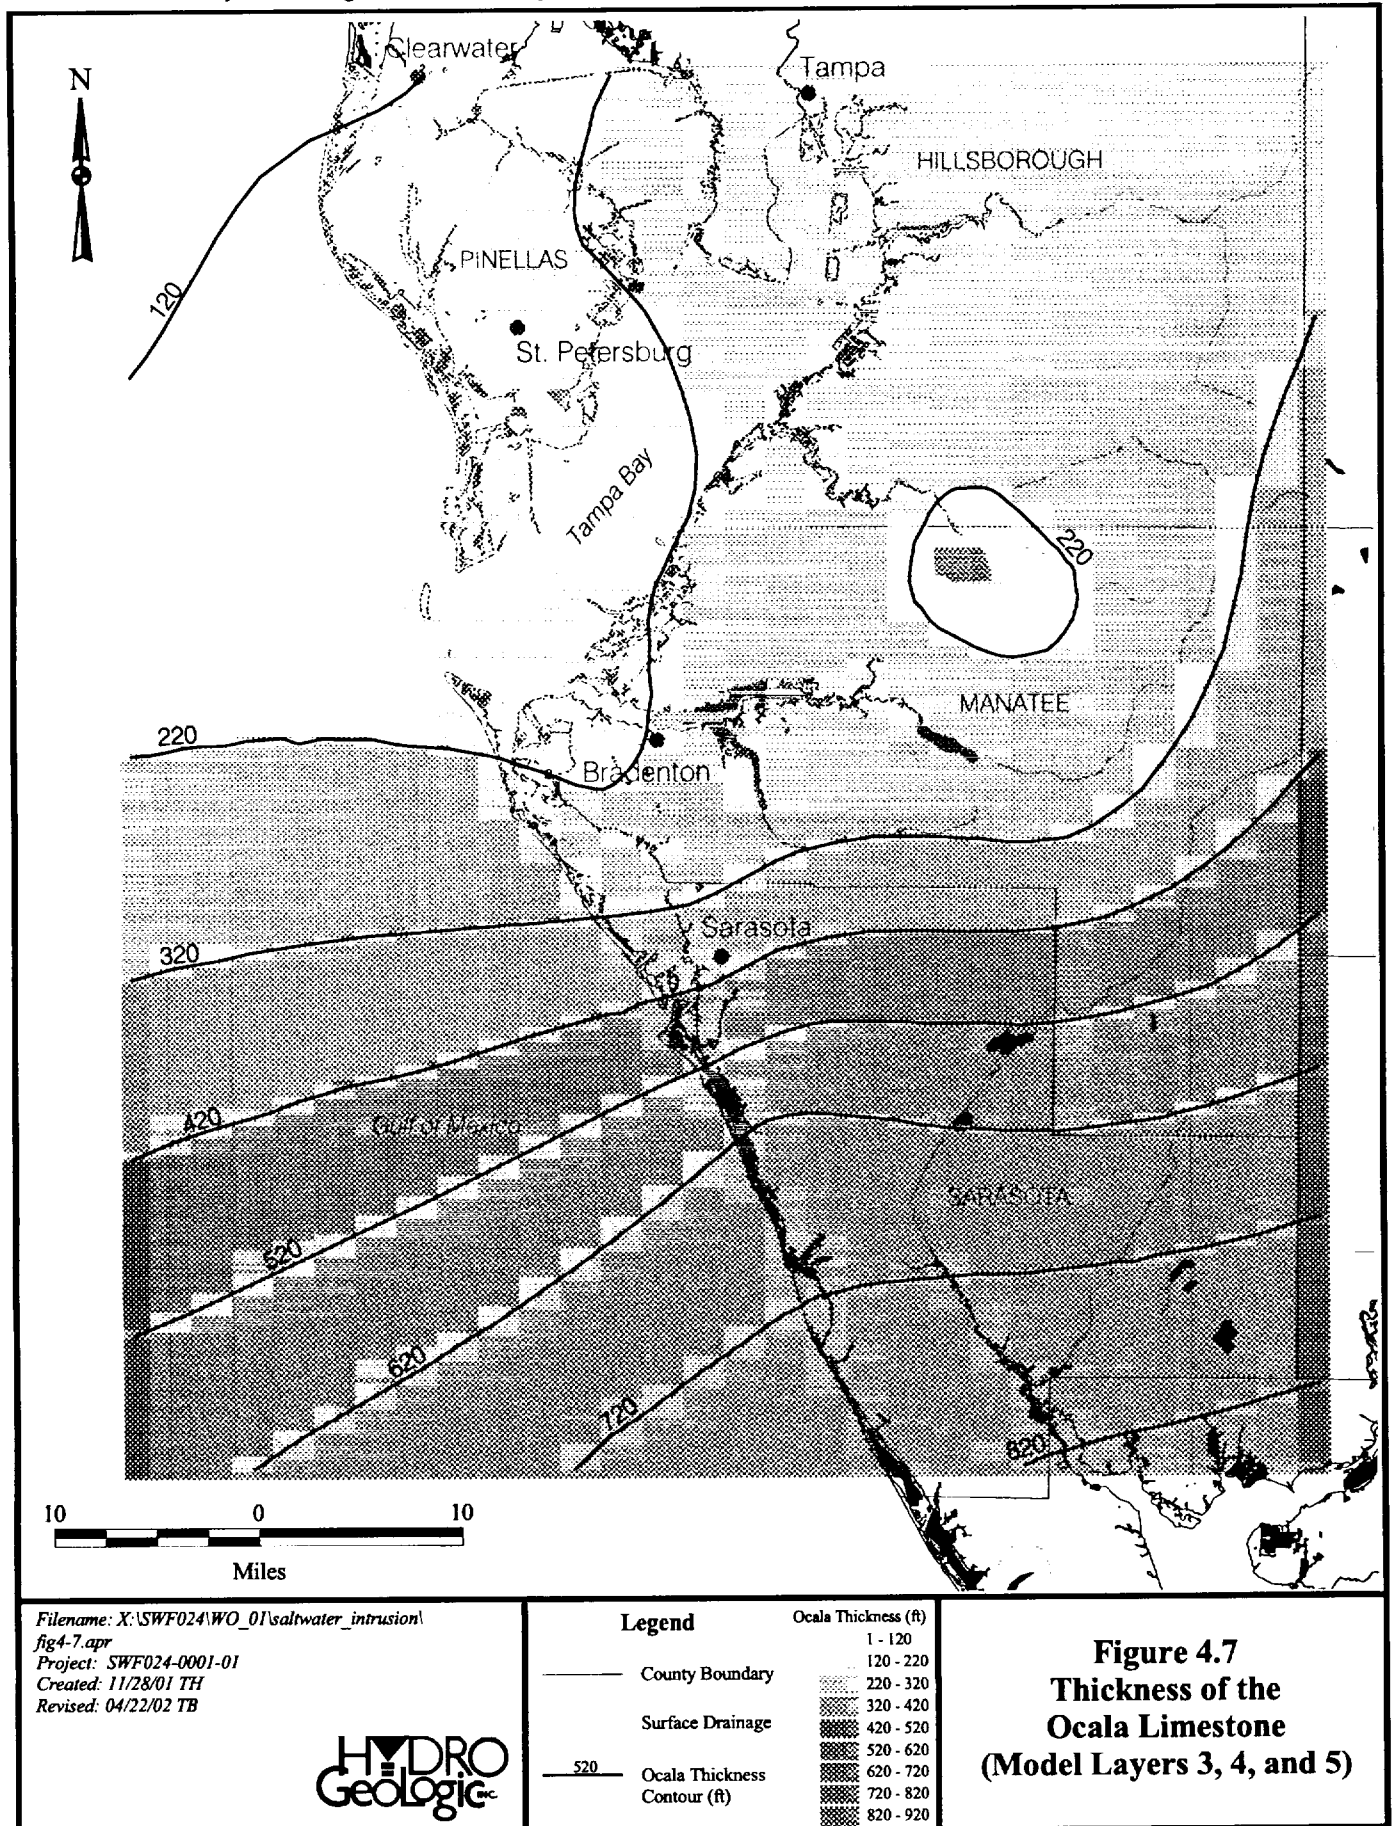 Clearwater
N
Tampa
HILLSBOROUGH
PINELLAS
120
St. Petersburg
Tampa Bay
220
MANATEE
220
Bradenton
320
Sarasota
420
Gulf of Mexico
520
SARASOTA
620
720
820
10 0 10
Miles
Filename: X:\SWF024\WO_01\saltwater_intrusion\
fig4-7.apr
Project: SWF024-0001-01
Created: 11/28/01 TH
Revised: 04/22/02 TB
HYDRO
GeoLogic INC.
Legend
County Boundary
Surface Drainage
520
Ocala Thickness
Contour (ft)
Ocala Thickness (ft)
1 - 120
120 - 220
220 - 320
320 - 420
420 - 520
520 - 620
620 - 720
720 - 820
820 - 920
Figure 4.7
Thickness of the
Ocala Limestone
(Model Layers 3, 4, and 5)